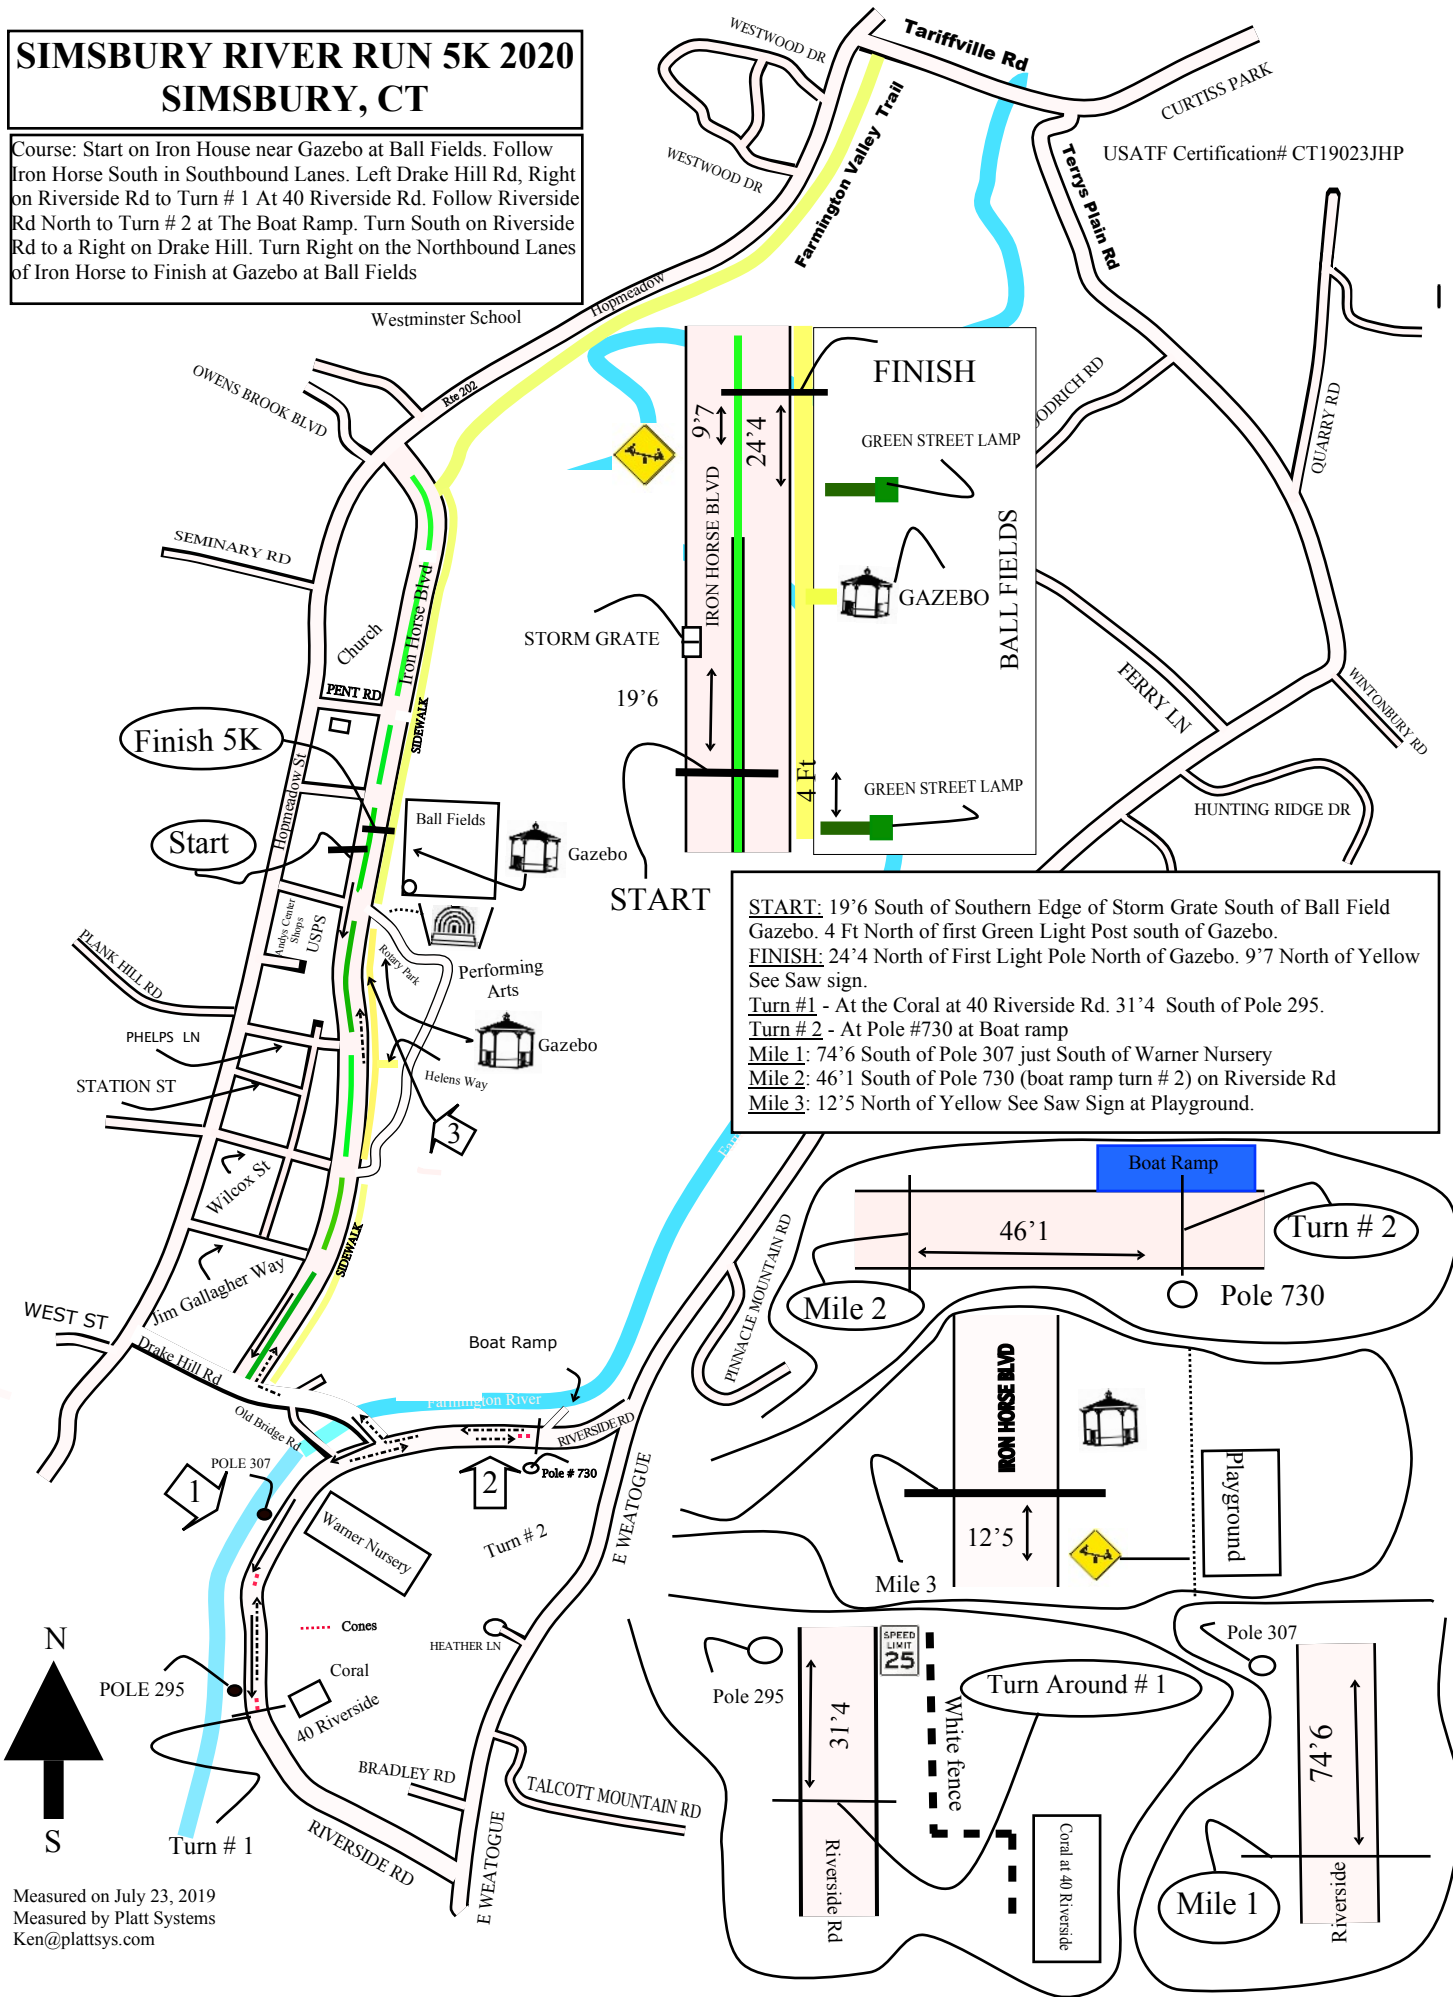 SIMSBURY RIVER RUN 5K 2020
SIMSBURY, CT
Course: Start on Iron House near Gazebo at Ball Fields. Follow
Iron Horse South in Southbound Lanes. Left Drake Hill Rd, Right
on Riverside Rd to Turn # 1 At 40 Riverside Rd. Follow Riverside
Rd North to Turn # 2 at The Boat Ramp. Turn South on Riverside
Rd to a Right on Drake Hill. Turn Right on the Northbound Lanes
of Iron Horse to Finish at Gazebo at Ball Fields
WESTWOOD DR
Tariffville Rd
CURTISS PARK
WESTWOOD DR
Farmington Valley Trail
Terrys Plain Rd
USATF Certification# CT19023JHP
Westminster School
Hopmeadow
Rte 202
OWENS BROOK BLVD
SEMINARY RD
Church
Iron Horse Blvd
PENT RD
SIDEWALK
Finish 5K
Hopmeadow St
Start
Ball Fields
Gazebo
FINISH
9'7
24'4
GREEN STREET LAMP
IRON HORSE BLVD
GAZEBO
BALL FIELDS
STORM GRATE
19'6
4 Ft
GREEN STREET LAMP
START
ODRICH RD
QUARRY RD
FERRY LN
WINTONBURY RD
HUNTING RIDGE DR
START: 19'6 South of Southern Edge of Storm Grate South of Ball Field
Gazebo. 4 Ft North of first Green Light Post south of Gazebo.
FINISH: 24'4 North of First Light Pole North of Gazebo. 9'7 North of Yellow
See Saw sign.
Turn #1 - At the Coral at 40 Riverside Rd. 31'4 South of Pole 295.
Turn # 2 - At Pole #730 at Boat ramp
Mile 1: 74'6 South of Pole 307 just South of Warner Nursery
Mile 2: 46'1 South of Pole 730 (boat ramp turn # 2) on Riverside Rd
Mile 3: 12'5 North of Yellow See Saw Sign at Playground.
Andys Center
Shops
USPS
PLANK HILL RD
Rotary Park
Performing
Arts
PHELPS LN
Gazebo
Helens Way
STATION ST
3
Wilcox St
SIDEWALK
Jim Gallagher Way
WEST ST
Drake Hill Rd
Boat Ramp
Farmington River
Old Bridge Rd
RIVERSIDE RD
POLE 307
1
2
Pole # 730
Warner Nursery
Turn # 2
E WEATOGUE
PINNACLE MOUNTAIN RD
Boat Ramp
46'1
Turn # 2
Mile 2
Pole 730
IRON HORSE BLVD
Playground
12'5
Mile 3
Cones
HEATHER LN
N
S
POLE 295
Coral
40 Riverside
BRADLEY RD
TALCOTT MOUNTAIN RD
Turn # 1
RIVERSIDE RD
E WEATOGUE
Pole 295
SPEED
LIMIT
25
31'4
White fence
Turn Around # 1
Riverside Rd
Coral at 40 Riverside
Pole 307
74'6
Mile 1
Riverside
Measured on July 23, 2019
Measured by Platt Systems
Ken@plattsys.com